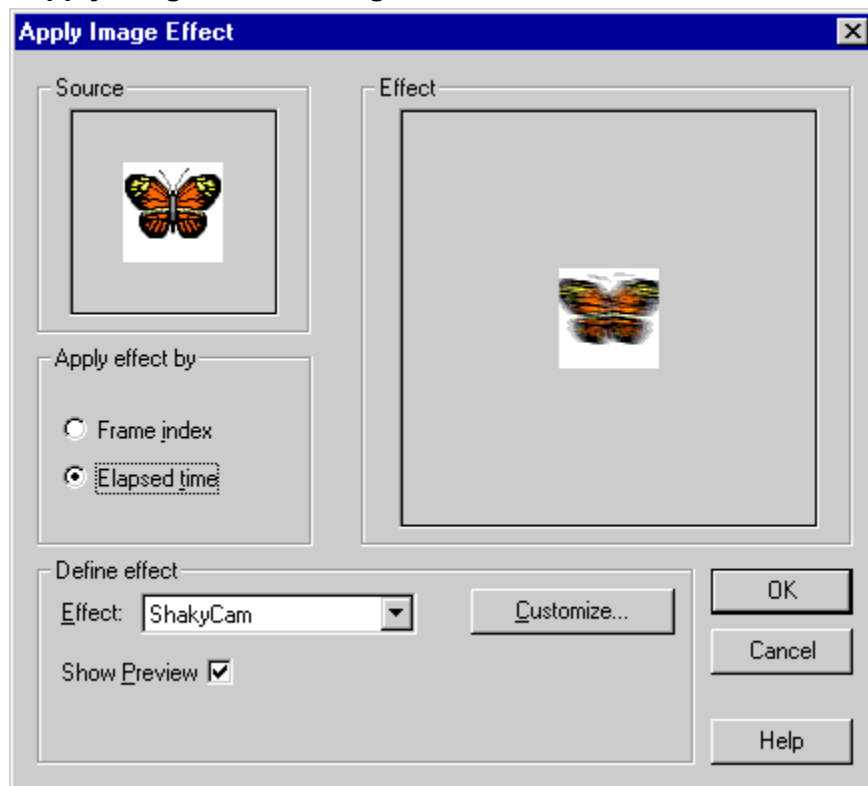 Apply Image Effect
Source
Effect
Apply effect by
Frame index
Elapsed time
Define effect
Effect: ShakyCam
Customize...
Show Preview
OK
Cancel
Help